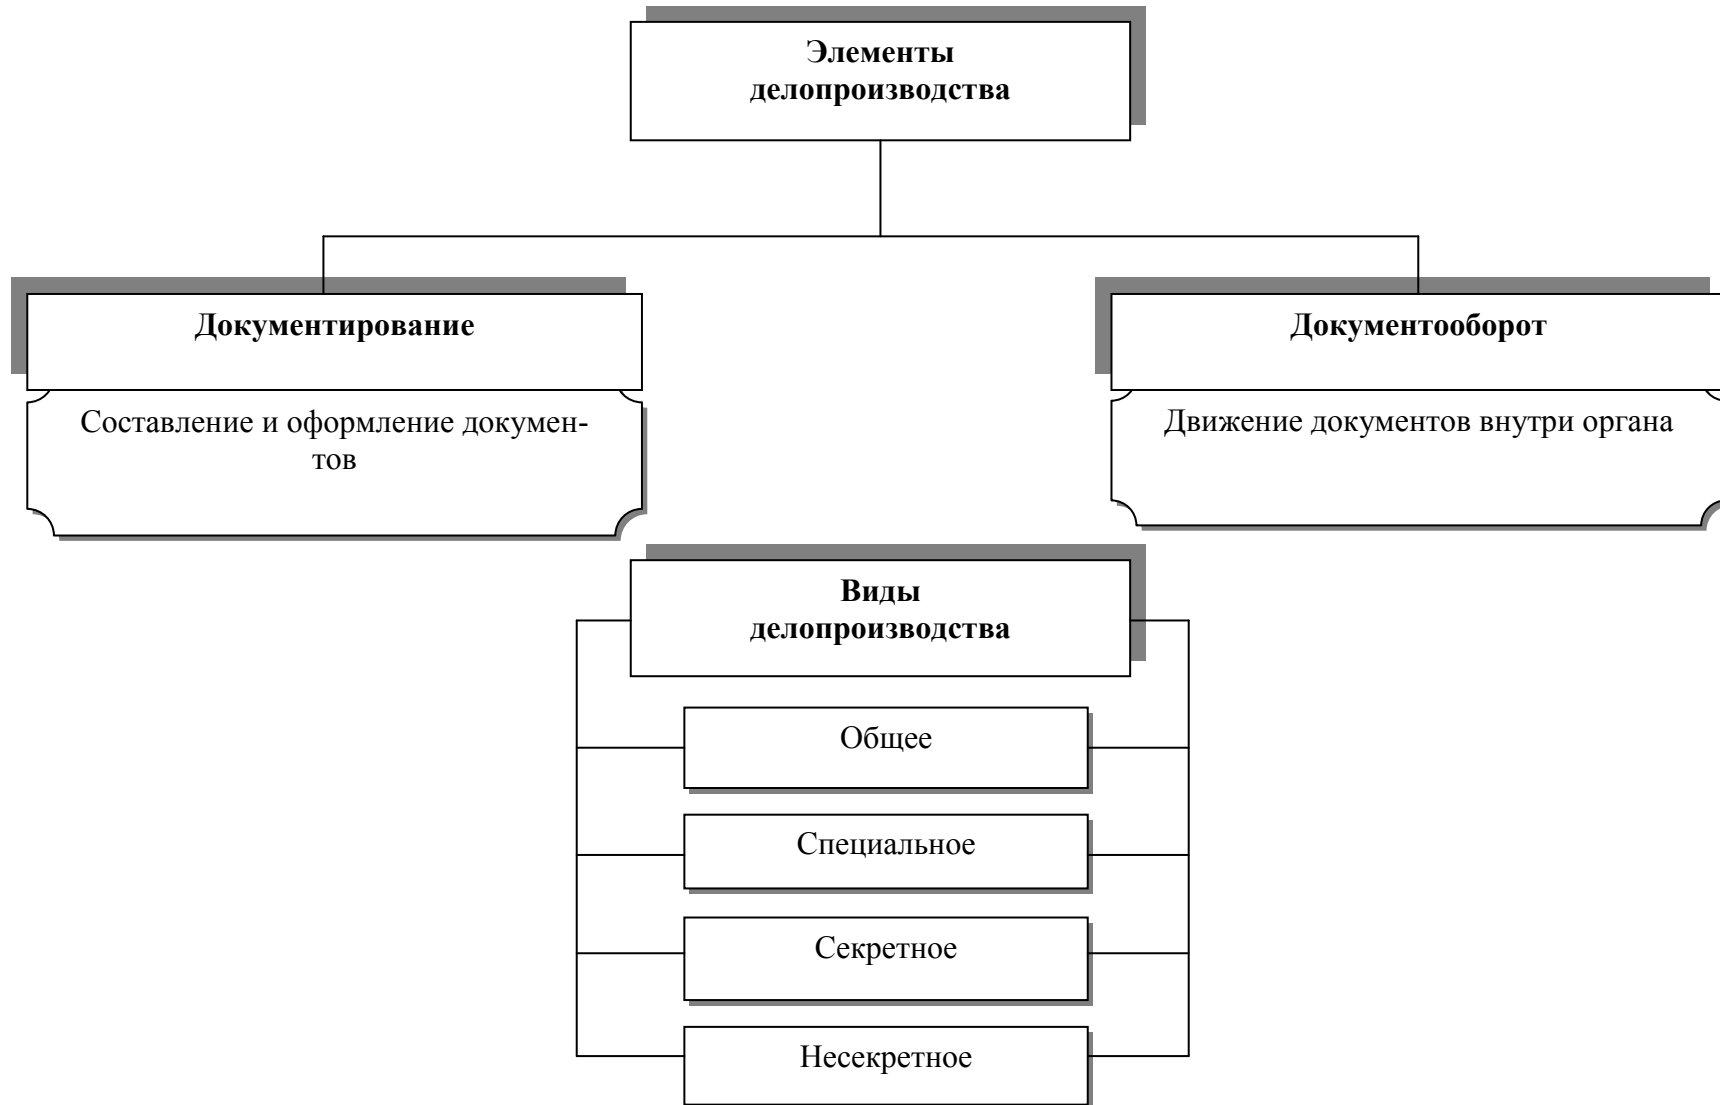 Элементы
делопроизводства
Документирование
Документооборот
Составление и оформление докумен-
тов
Движение документов внутри органа
Виды
делопроизводства
Общее
Специальное
Секретное
Несекретное